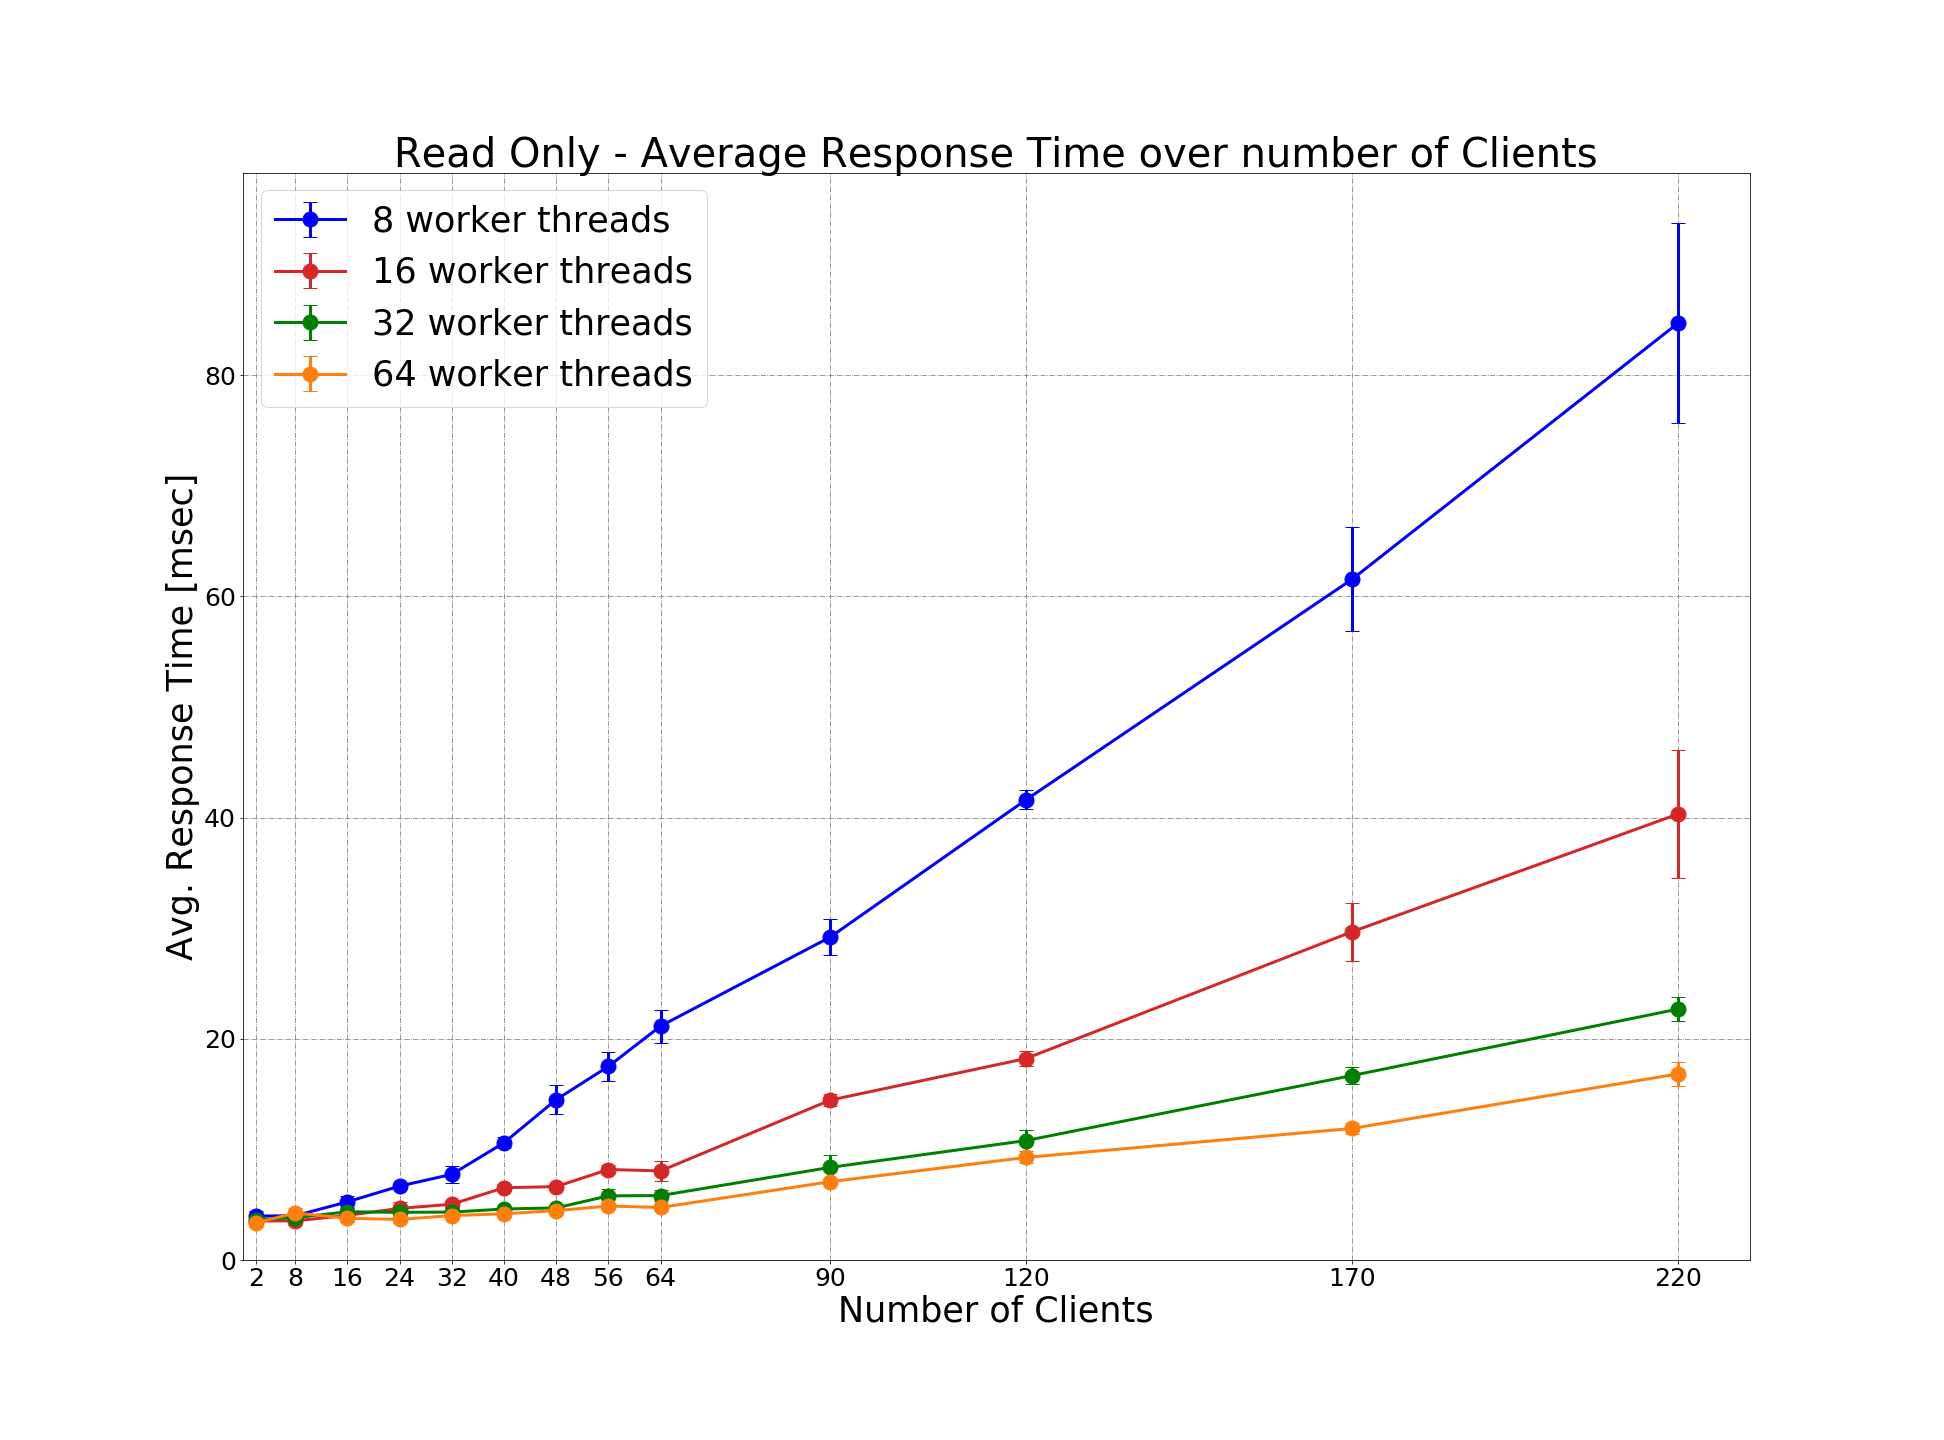 Read Only - Average Response Time over number of Clients
8 worker threads
16 worker threads
32 worker threads
64 worker threads
Avg. Response Time [msec]
80
60
40
20
0
2 8 16 24 32 40 48 56 64 90 120 170 220
Number of Clients